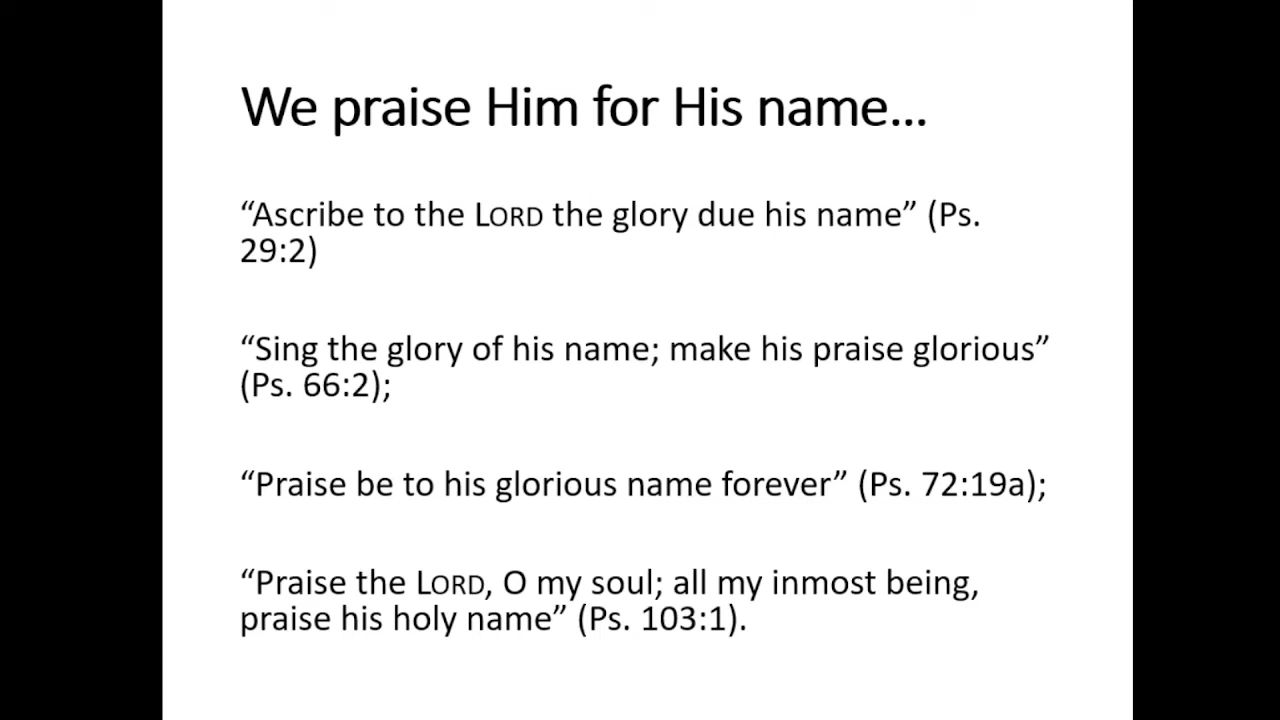 We praise Him for His name...
“Ascribe to the LORD the glory due his name” (Ps.
29:2)
“Sing the glory of his name; make his praise glorious”
(Ps. 66:2);
“Praise be to his glorious name forever” (Ps. 72:19a);
“Praise the LORD, O my soul; all my inmost being,
praise his holy name” (Ps. 103:1).